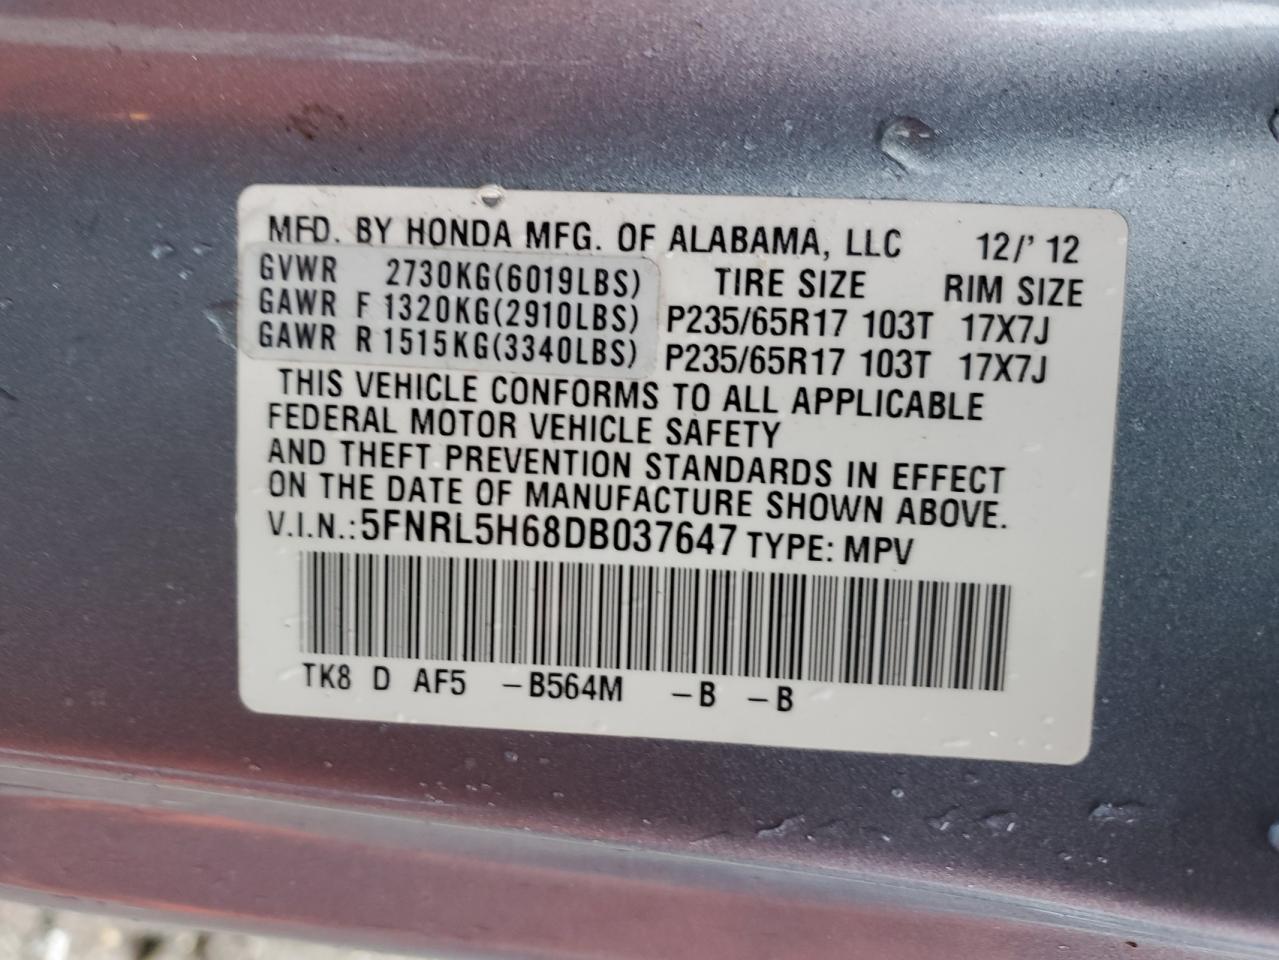 MFD. BY HONDA MFG. OF ALABAMA, LLC 12/' 12
GVWR 2730KG(6019LBS) TIRE SIZE RIM SIZE
GAWR F 1320KG(2910LBS) P235/65R17 103T 17X7J
GAWR R 1515KG(3340LBS) P235/65R17 103T 17X7J
THIS VEHICLE CONFORMS TO ALL APPLICABLE
FEDERAL MOTOR VEHICLE SAFETY
AND THEFT PREVENTION STANDARDS IN EFFECT
ON THE DATE OF MANUFACTURE SHOWN ABOVE.
V.I.N.: 5FNRL5H68DB037647 TYPE: MPV
TK8 D AF5 -B564M -B -B